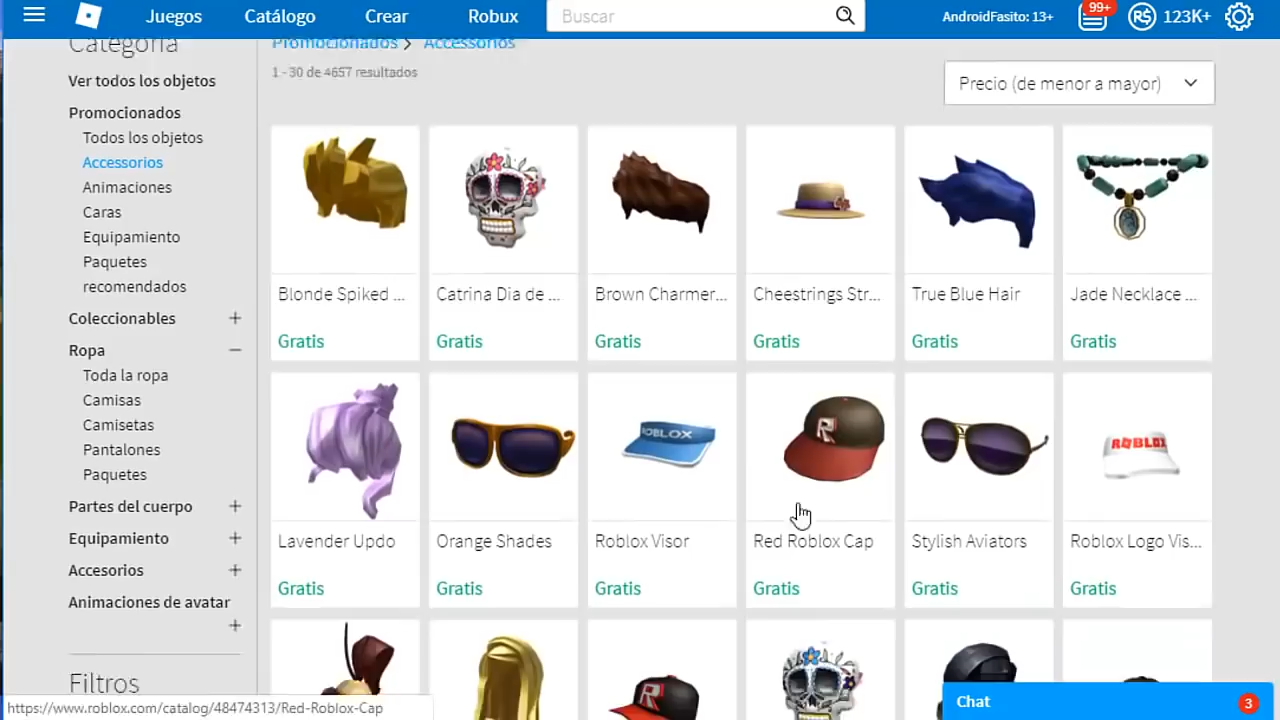 Juegos
Catálogo
Crear
Robux
Buscar
AndroidFasito: 13+
99+
123K+
Categoría
Ver todos los objetos
Promocionados
Todos los objetos
Accessorios
Animaciones
Caras
Equipamiento
Paquetes
recomendados
Coleccionables +
Ropa −
Toda la ropa
Camisas
Camisetas
Pantalones
Paquetes
Partes del cuerpo +
Equipamiento +
Accesorios +
Animaciones de avatar
+
Filtros
Promocionados > Accessorios
1 - 30 de 4657 resultados
Precio (de menor a mayor)
Blonde Spiked ...
Gratis
Catrina Dia de ...
Gratis
Brown Charmer...
Gratis
Cheestrings Str...
Gratis
True Blue Hair
Gratis
Jade Necklace ...
Gratis
Lavender Updo
Gratis
Orange Shades
Gratis
ROBLOX
Roblox Visor
Gratis
R
Red Roblox Cap
Gratis
Stylish Aviators
Gratis
ROBLOX
Roblox Logo Vis...
Gratis
R
Chat
3
https://www.roblox.com/catalog/48474313/Red-Roblox-Cap